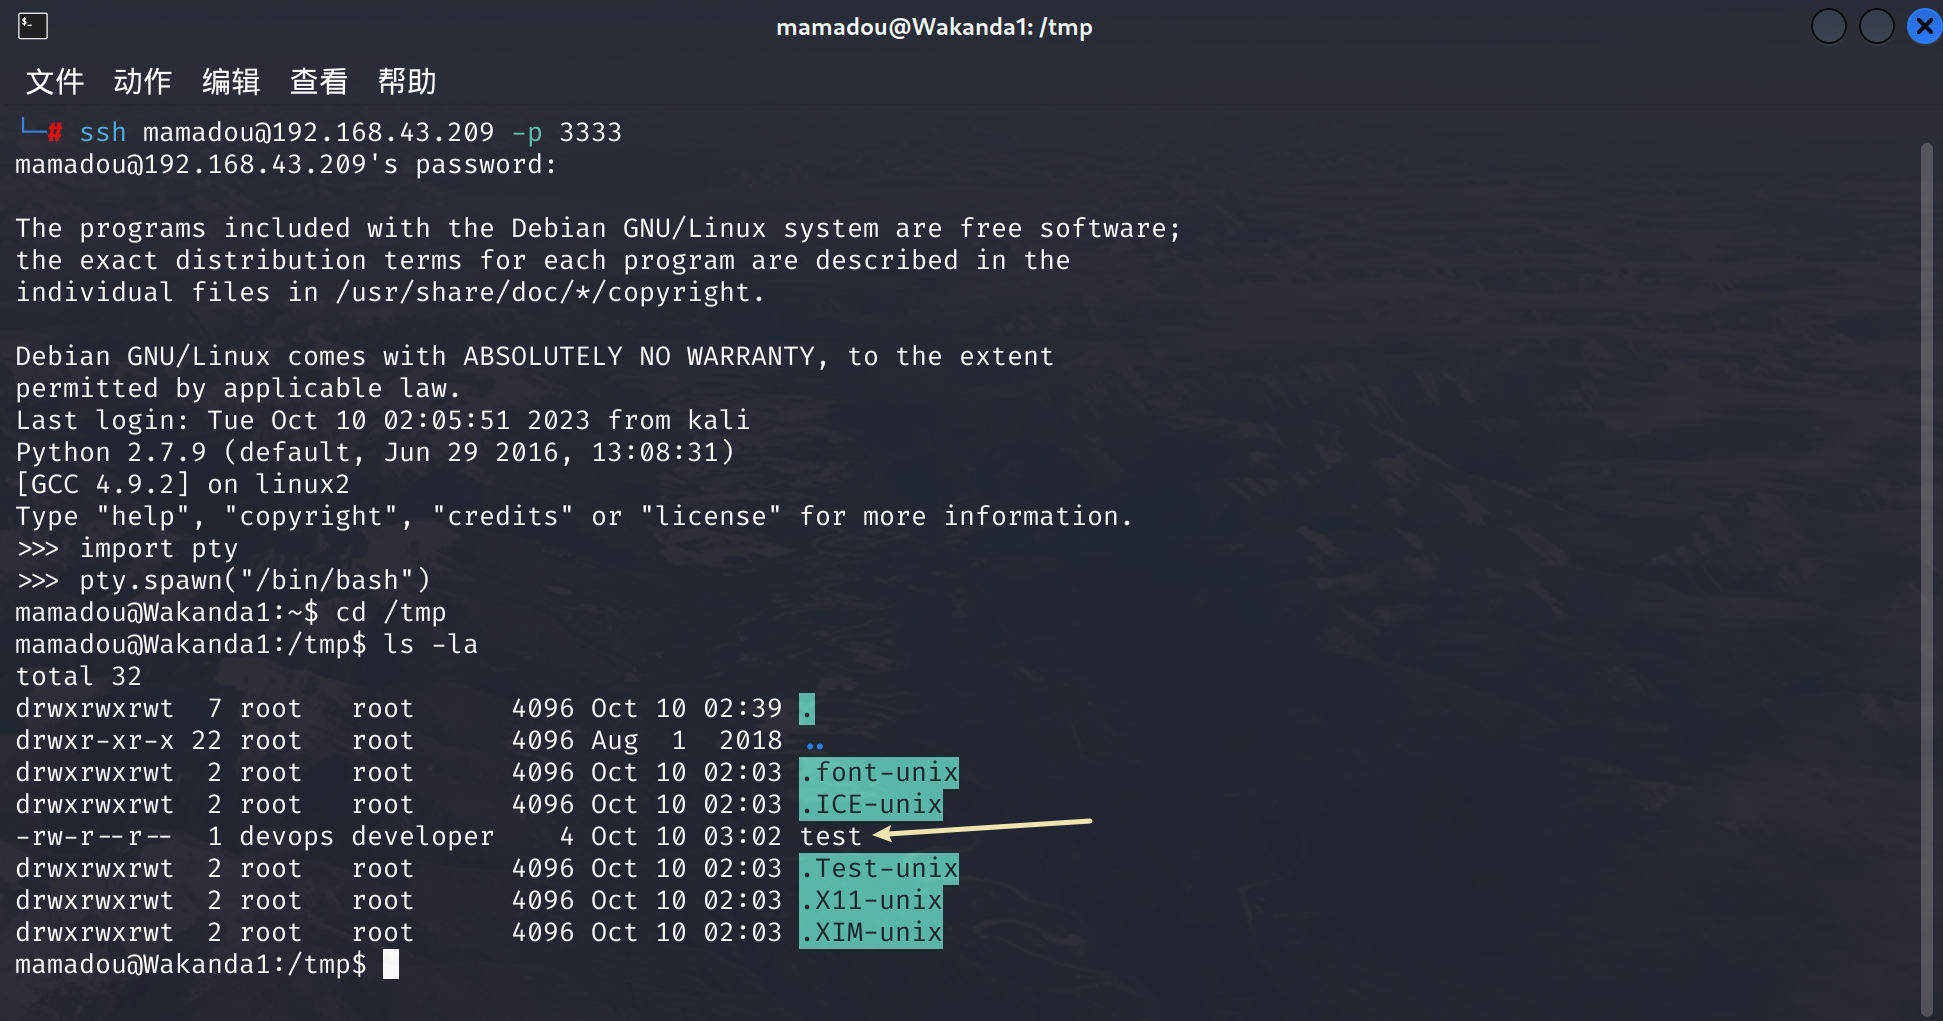 mamadou@Wakanda1: /tmp
文件 动作 编辑 查看 帮助
└─# ssh mamadou@192.168.43.209 -p 3333
mamadou@192.168.43.209's password:
The programs included with the Debian GNU/Linux system are free software;
the exact distribution terms for each program are described in the
individual files in /usr/share/doc/*/copyright.
Debian GNU/Linux comes with ABSOLUTELY NO WARRANTY, to the extent
permitted by applicable law.
Last login: Tue Oct 10 02:05:51 2023 from kali
Python 2.7.9 (default, Jun 29 2016, 13:08:31)
[GCC 4.9.2] on linux2
Type "help", "copyright", "credits" or "license" for more information.
>>> import pty
>>> pty.spawn("/bin/bash")
mamadou@Wakanda1:~$ cd /tmp
mamadou@Wakanda1:/tmp$ ls -la
total 32
drwxrwxrwt  7 root   root      4096 Oct 10 02:39 .
drwxr-xr-x 22 root   root      4096 Aug  1  2018 ..
drwxrwxrwt  2 root   root      4096 Oct 10 02:03 .font-unix
drwxrwxrwt  2 root   root      4096 Oct 10 02:03 .ICE-unix
-rw-r--r--  1 devops developer    4 Oct 10 03:02 test
drwxrwxrwt  2 root   root      4096 Oct 10 02:03 .Test-unix
drwxrwxrwt  2 root   root      4096 Oct 10 02:03 .X11-unix
drwxrwxrwt  2 root   root      4096 Oct 10 02:03 .XIM-unix
mamadou@Wakanda1:/tmp$